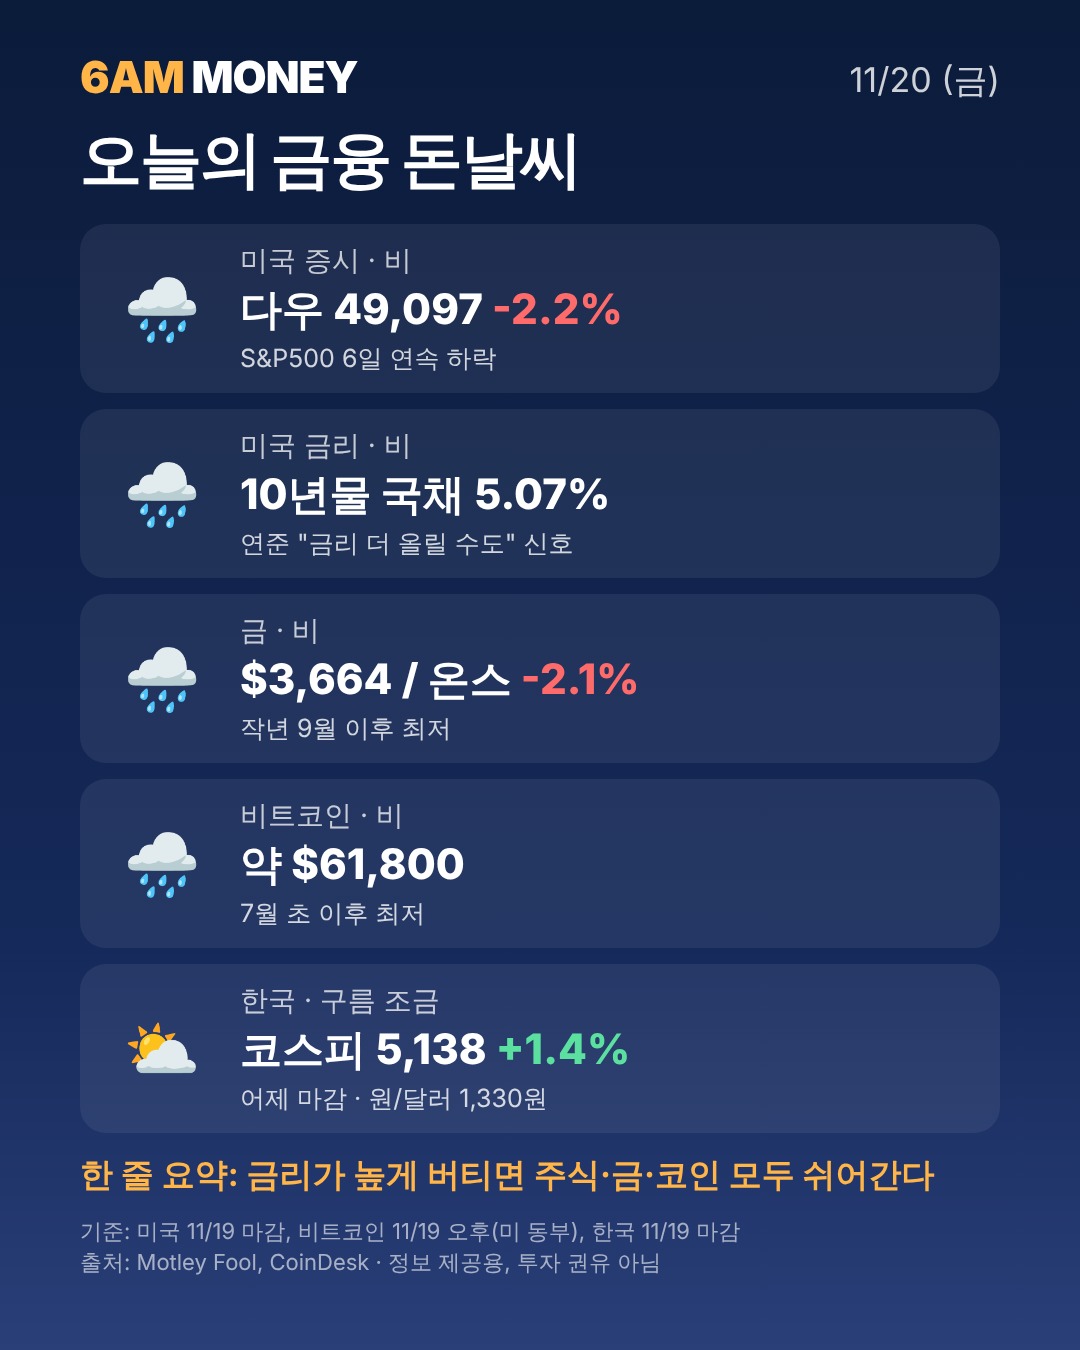 6AM MONEY
11/20 (금)
오늘의 금융 돈날씨
미국 증시 · 비
다우 49,097 -2.2%
S&P500 6일 연속 하락
미국 금리 · 비
10년물 국채 5.07%
연준 "금리 더 올릴 수도" 신호
금 · 비
$3,664 / 온스 -2.1%
작년 9월 이후 최저
비트코인 · 비
약 $61,800
7월 초 이후 최저
한국 · 구름 조금
코스피 5,138 +1.4%
어제 마감 · 원/달러 1,330원
한 줄 요약: 금리가 높게 버티면 주식·금·코인 모두 쉬어간다
기준: 미국 11/19 마감, 비트코인 11/19 오후(미 동부), 한국 11/19 마감
출처: Motley Fool, CoinDesk · 정보 제공용, 투자 권유 아님